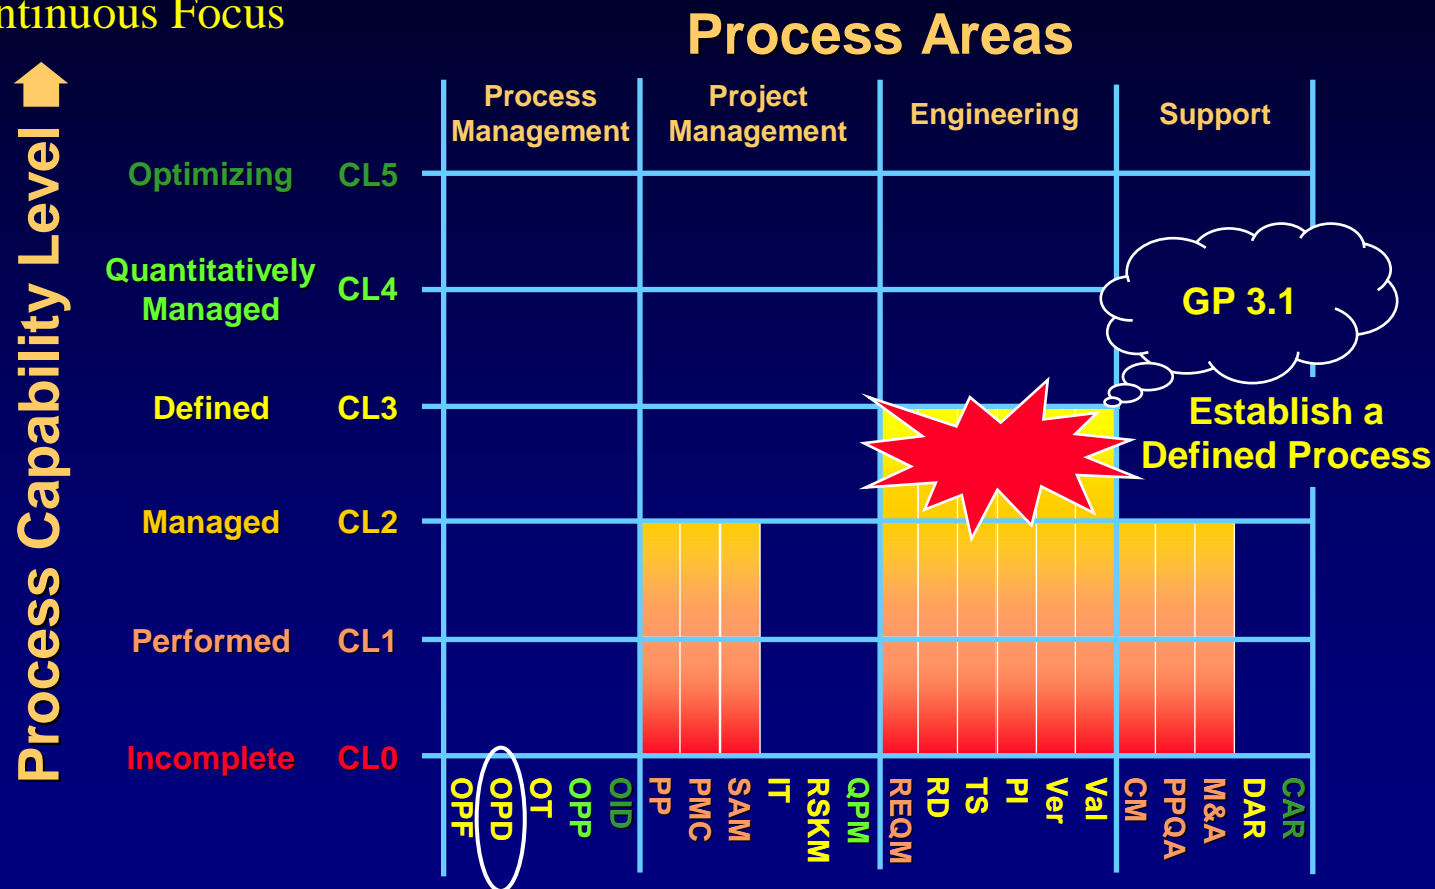 ntinuous Focus
Process Areas
Process Capability Level
Process
Management
Project
Management
Engineering
Support
Optimizing CL5
Quantitatively
Managed
CL4
GP 3.1
Defined CL3
Establish a
Defined Process
Managed CL2
Performed CL1
Incomplete CL0
OPF
OPD
OT
OPP
OID
PP
PMC
SAM
IT
RSKM
QPM
REQM
RD
TS
PI
Ver
Val
CM
PPQA
M&A
DAR
CAR